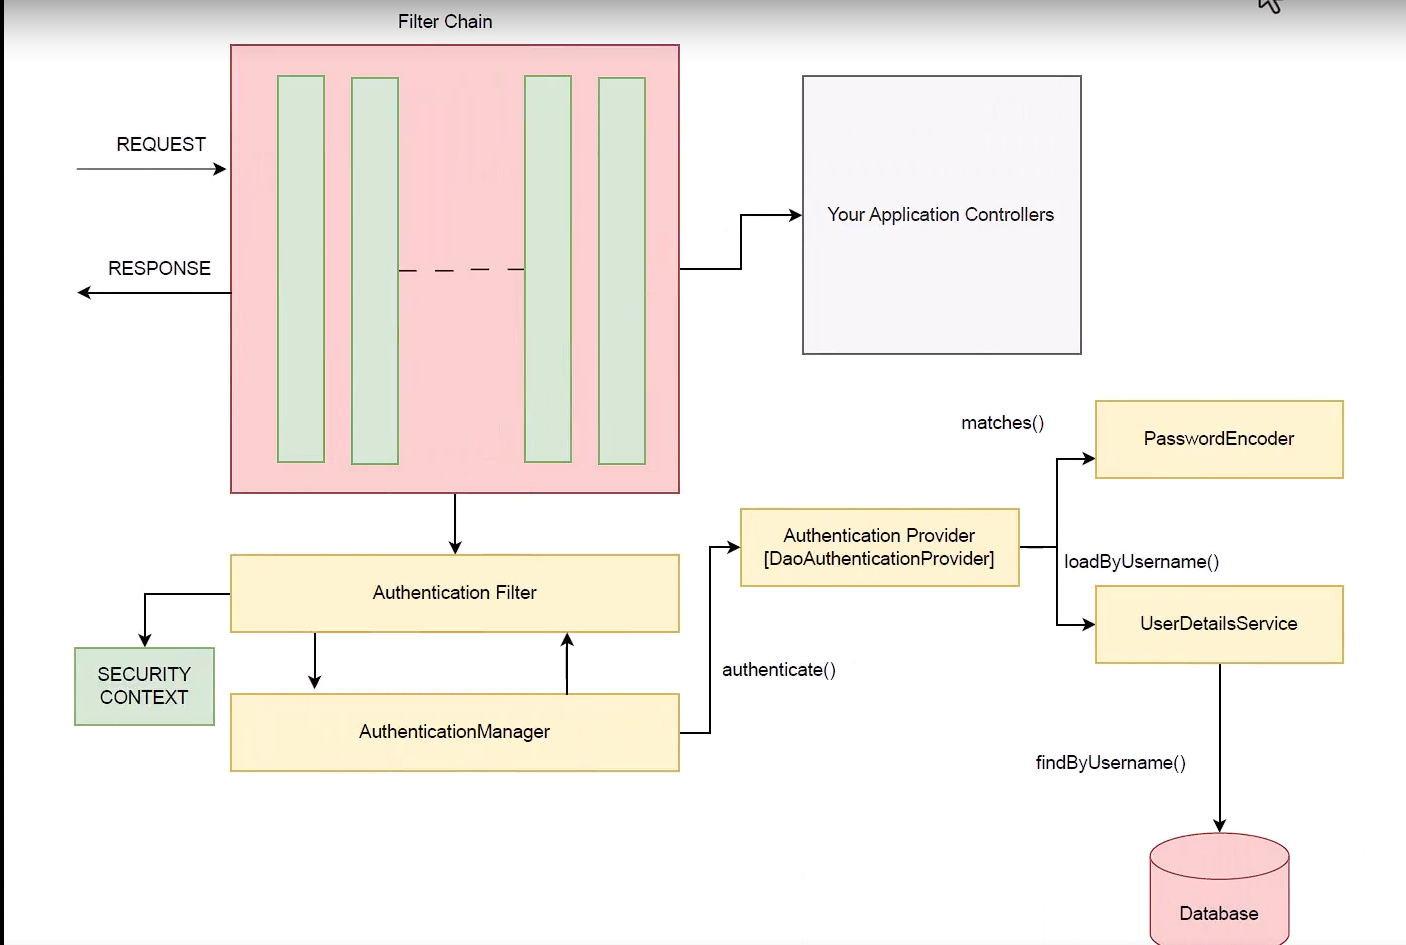 Filter Chain
REQUEST
RESPONSE
Your Application Controllers
matches()
PasswordEncoder
Authentication Provider
[DaoAuthenticationProvider]
loadByUsername()
UserDetailsService
Authentication Filter
SECURITY
CONTEXT
authenticate()
AuthenticationManager
findByUsername()
Database